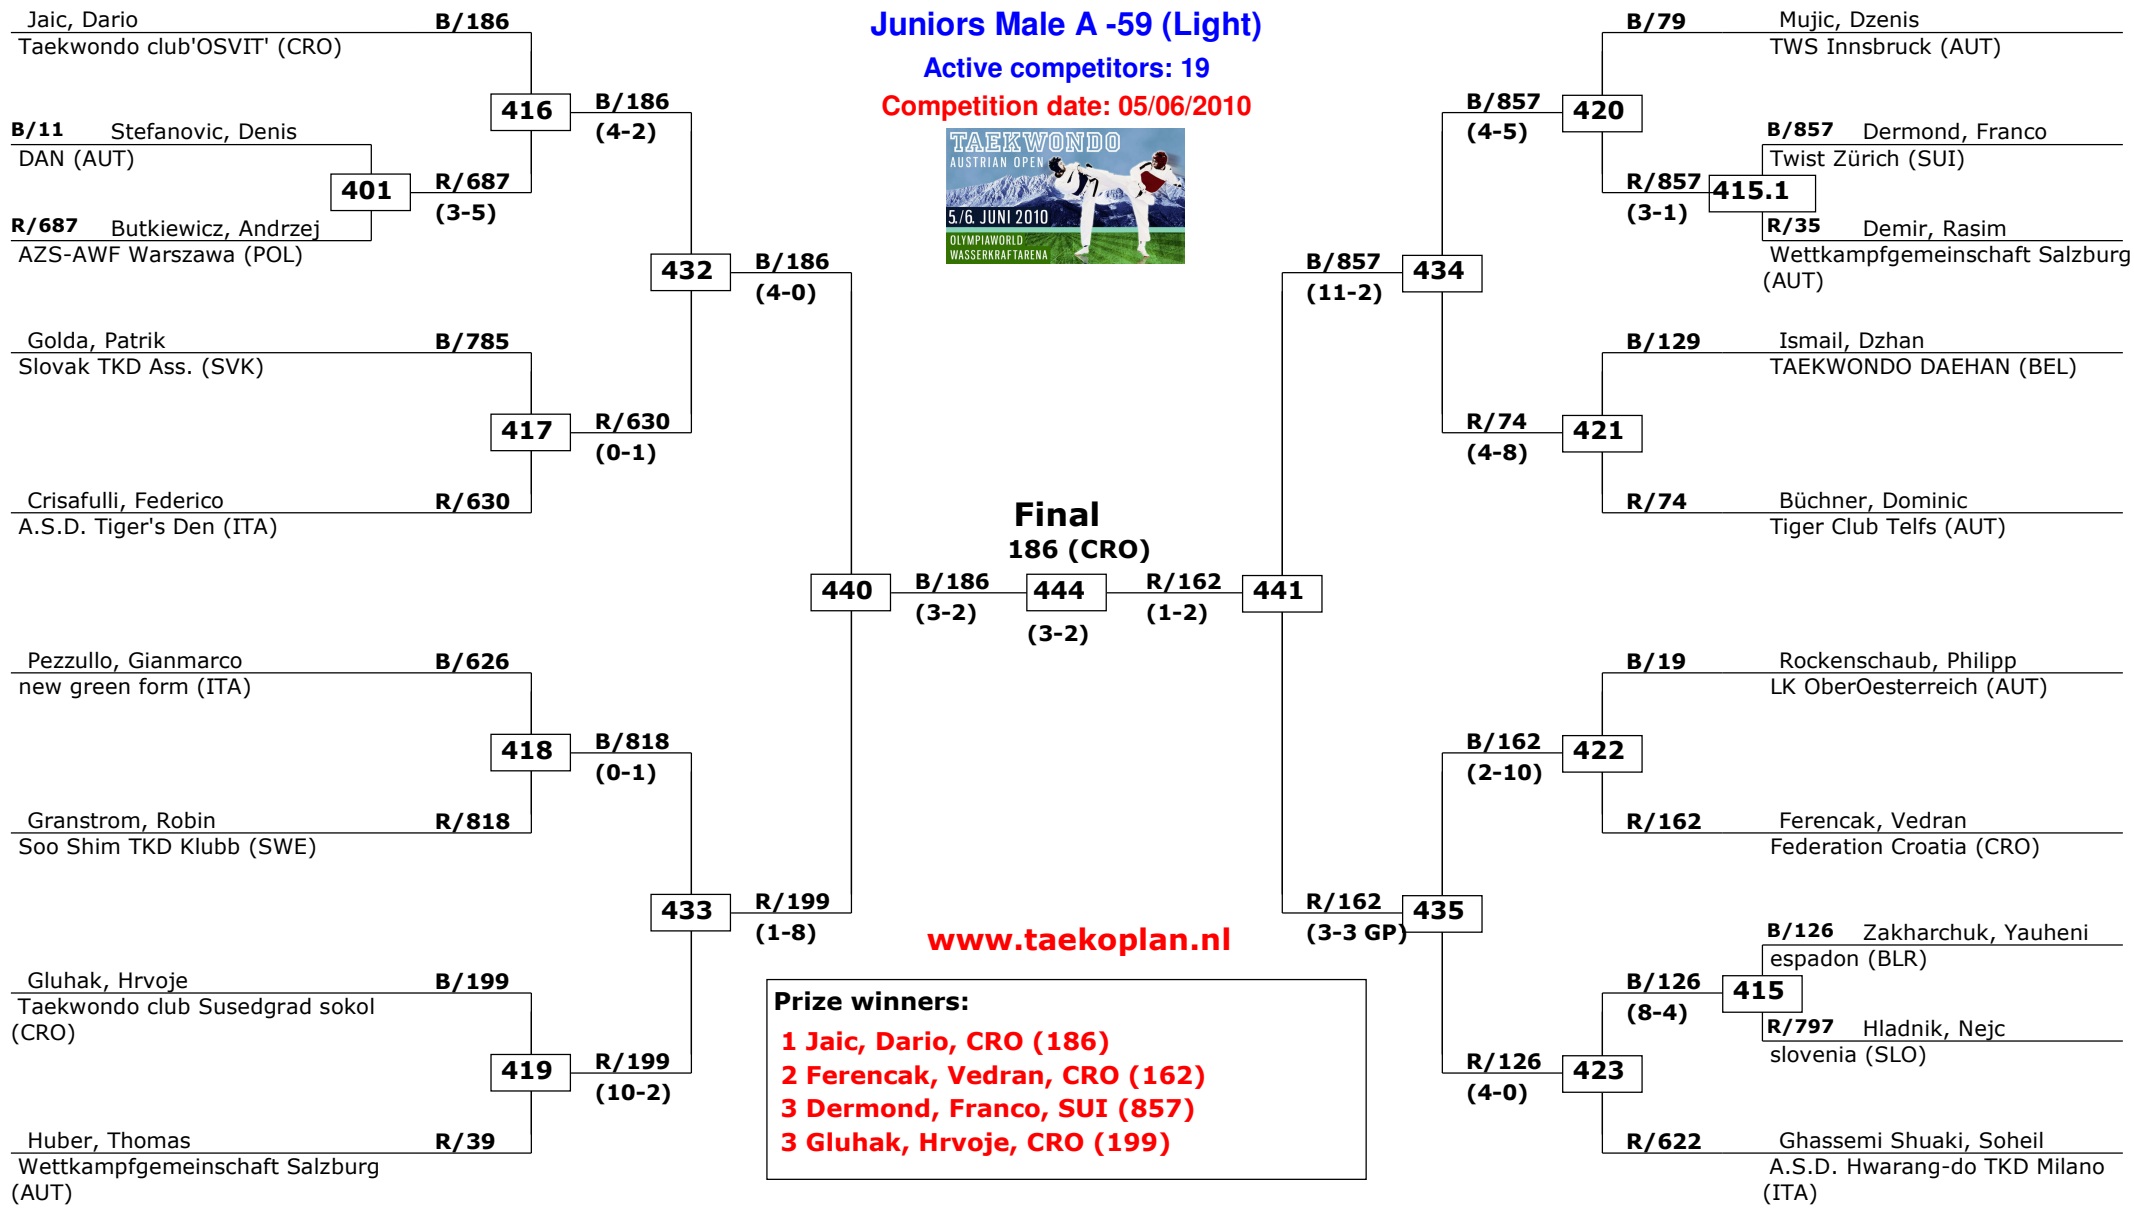 Juniors Male A -59 (Light)
Active competitors: 19
Competition date: 05/06/2010
TAEKWONDO
AUSTRIAN OPEN
5./6. JUNI 2010
OLYMPIAWORLD
WASSERKRAFTARENA
Jaic, Dario
B/186
Taekwondo club'OSVIT' (CRO)
416
B/186
(4-2)
B/11
Stefanovic, Denis
DAN (AUT)
401
R/687
(3-5)
R/687
Butkiewicz, Andrzej
AZS-AWF Warszawa (POL)
432
B/186
(4-0)
Golda, Patrik
B/785
Slovak TKD Ass. (SVK)
417
R/630
(0-1)
Crisafulli, Federico
R/630
A.S.D. Tiger's Den (ITA)
440
B/186
(3-2)
Pezzullo, Gianmarco
B/626
new green form (ITA)
418
B/818
(0-1)
Granstrom, Robin
R/818
Soo Shim TKD Klubb (SWE)
433
R/199
(1-8)
Gluhak, Hrvoje
B/199
Taekwondo club Susedgrad sokol
(CRO)
419
R/199
(10-2)
Huber, Thomas
R/39
Wettkampfgemeinschaft Salzburg
(AUT)
Final
186 (CRO)
444
(3-2)
R/162
(1-2)
441
B/79
Mujic, Dzenis
TWS Innsbruck (AUT)
B/857
(4-5)
420
B/857
Dermond, Franco
Twist Zürich (SUI)
R/857
(3-1)
415.1
R/35
Demir, Rasim
Wettkampfgemeinschaft Salzburg
(AUT)
B/857
(11-2)
434
B/129
Ismail, Dzhan
TAEKWONDO DAEHAN (BEL)
R/74
(4-8)
421
R/74
Büchner, Dominic
Tiger Club Telfs (AUT)
B/19
Rockenschaub, Philipp
LK OberOesterreich (AUT)
B/162
(2-10)
422
R/162
Ferencak, Vedran
Federation Croatia (CRO)
R/162
(3-3 GP)
435
B/126
Zakharchuk, Yauheni
espadon (BLR)
B/126
(8-4)
415
R/797
Hladnik, Nejc
slovenia (SLO)
R/126
(4-0)
423
R/622
Ghassemi Shuaki, Soheil
A.S.D. Hwarang-do TKD Milano
(ITA)
www.taekoplan.nl
Prize winners:
1 Jaic, Dario, CRO (186)
2 Ferencak, Vedran, CRO (162)
3 Dermond, Franco, SUI (857)
3 Gluhak, Hrvoje, CRO (199)